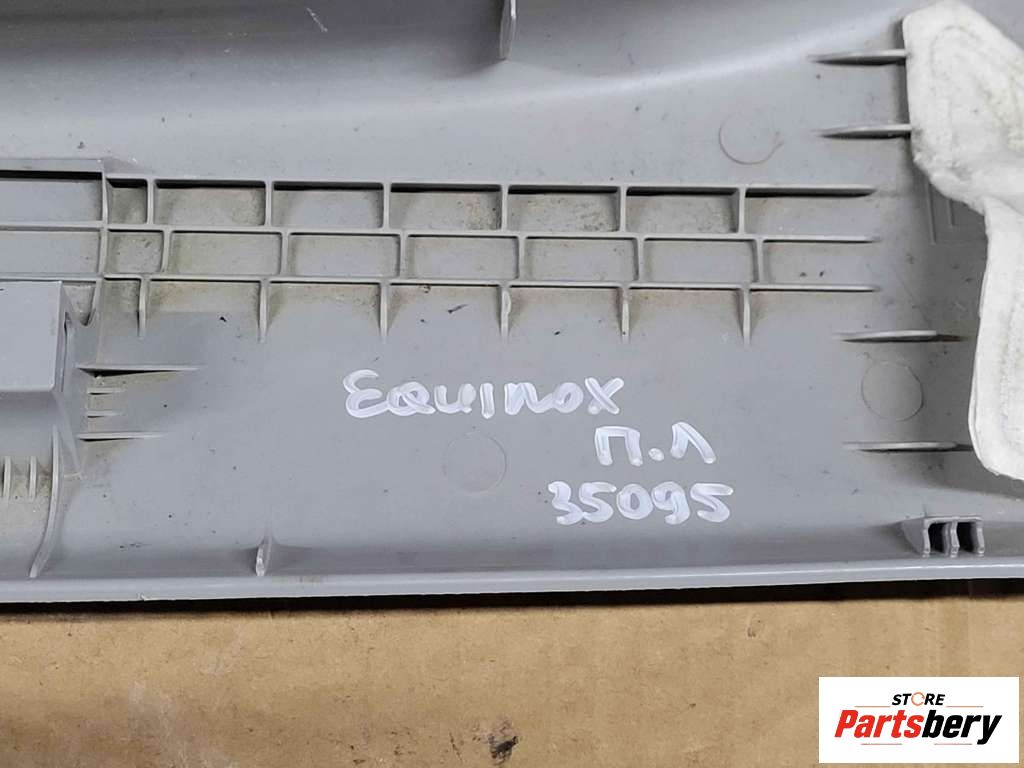 EQUINOX
П.Л
35095
STORE
Partsbery